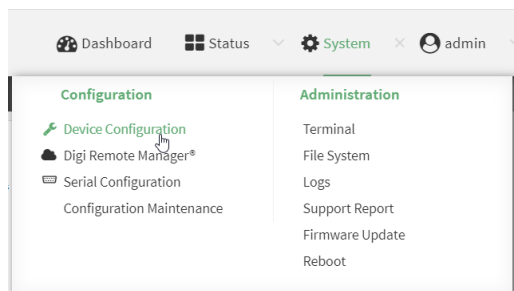 Dashboard Status System admin
Configuration
Device Configuration
Digi Remote Manager®
Serial Configuration
Configuration Maintenance
Administration
Terminal
File System
Logs
Support Report
Firmware Update
Reboot